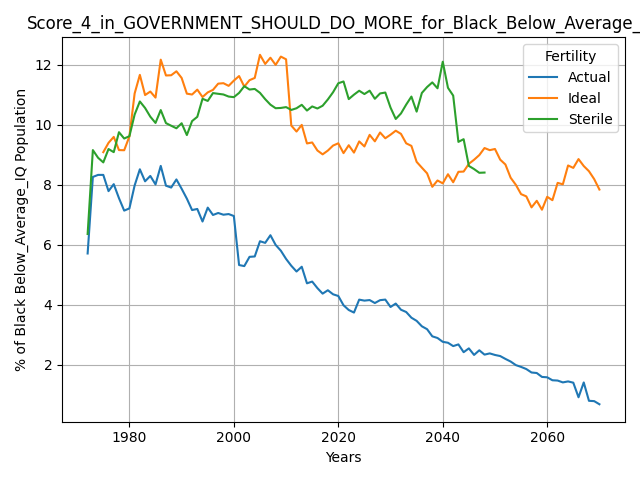 Score_4_in_GOVERNMENT_SHOULD_DO_MORE_for_Black_Below_Average_
% of Black Below_Average_IQ Population
12
10
8
6
4
2
Fertility
Actual
Ideal
Sterile
1980 2000 2020 2040 2060
Years